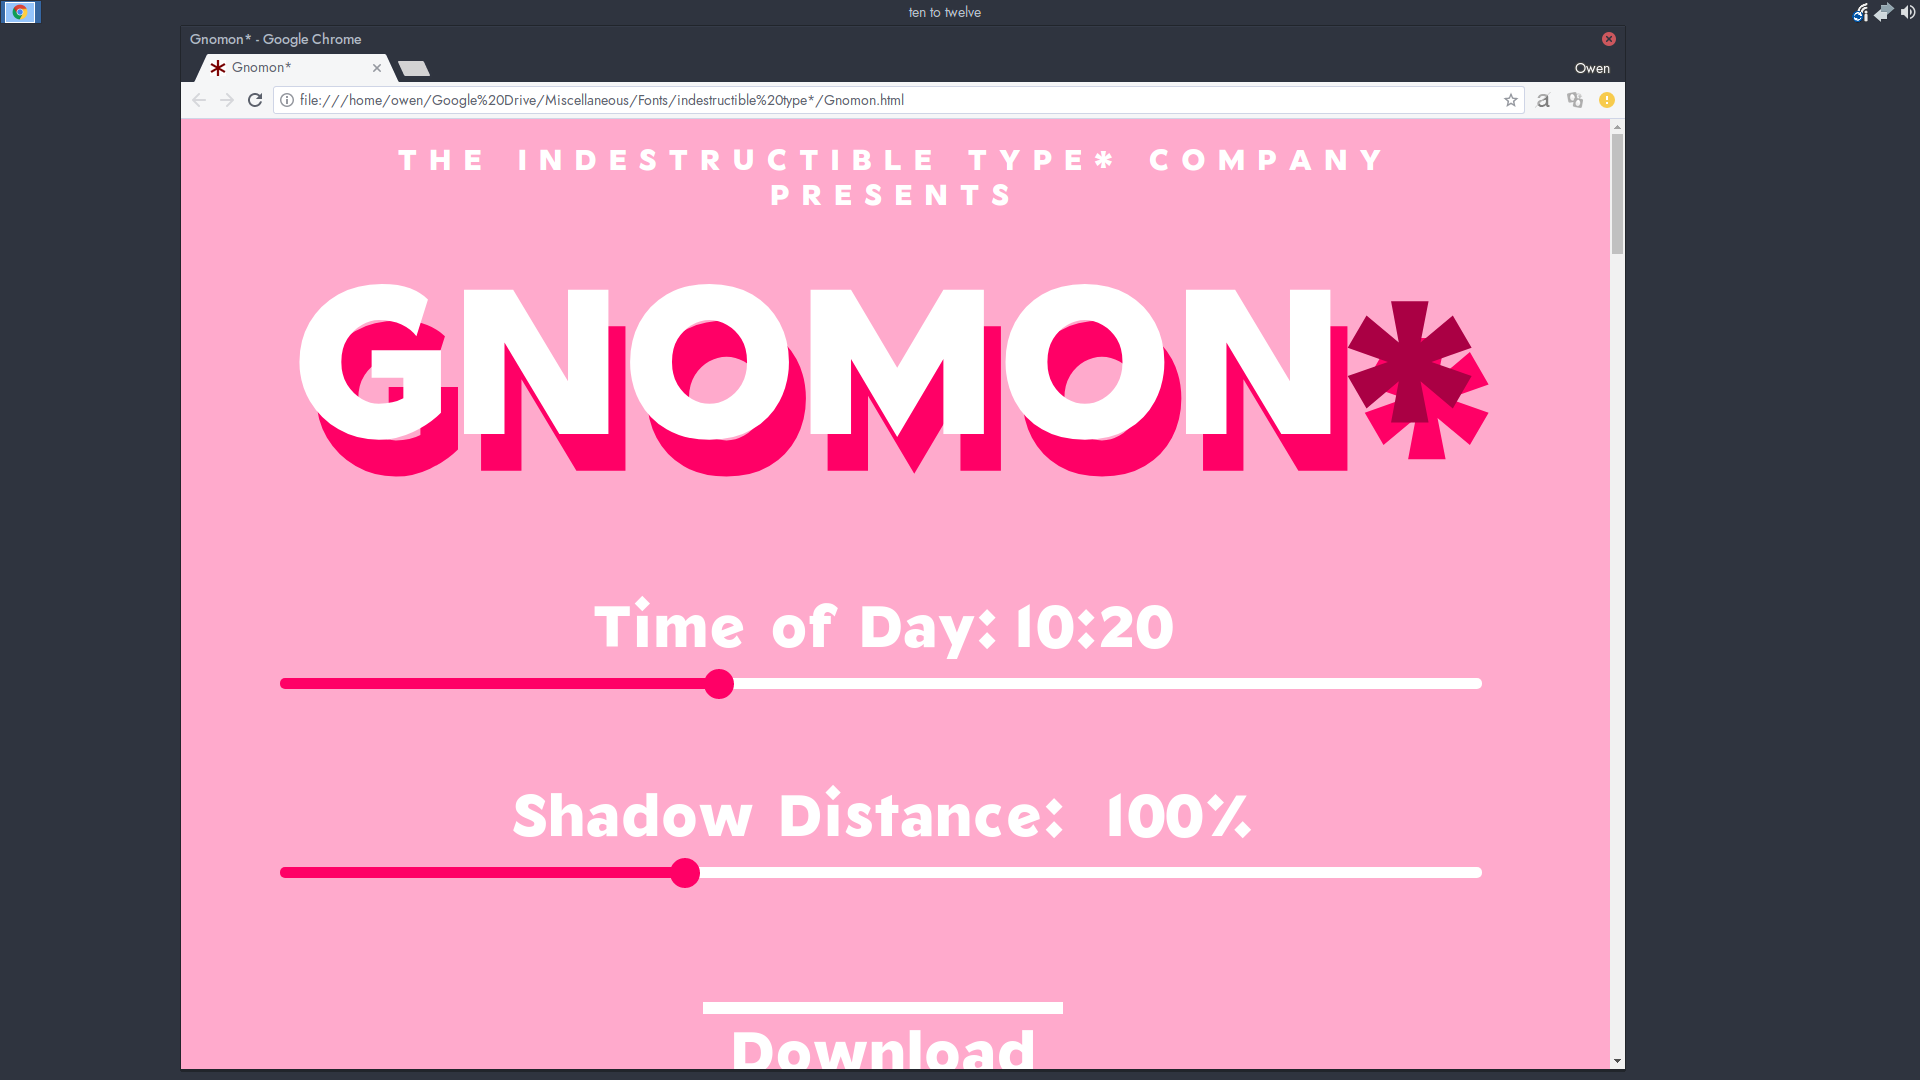 ten to twelve
Gnomon* - Google Chrome
Gnomon*
Owen
file:///home/owen/Google%20Drive/Miscellaneous/Fonts/indestructible%20type*/Gnomon.html
a
THE INDESTRUCTIBLE TYPE* COMPANY
PRESENTS
GNOMON*
Time of Day: 10:20
Shadow Distance: 100%
Download